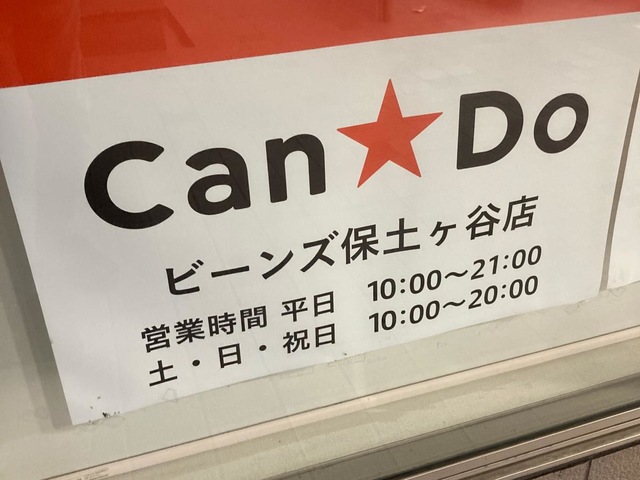 Can★Do
ビーンズ保土ヶ谷店
営業時間 平日 10:00～21:00
土・日・祝日 10:00～20:00